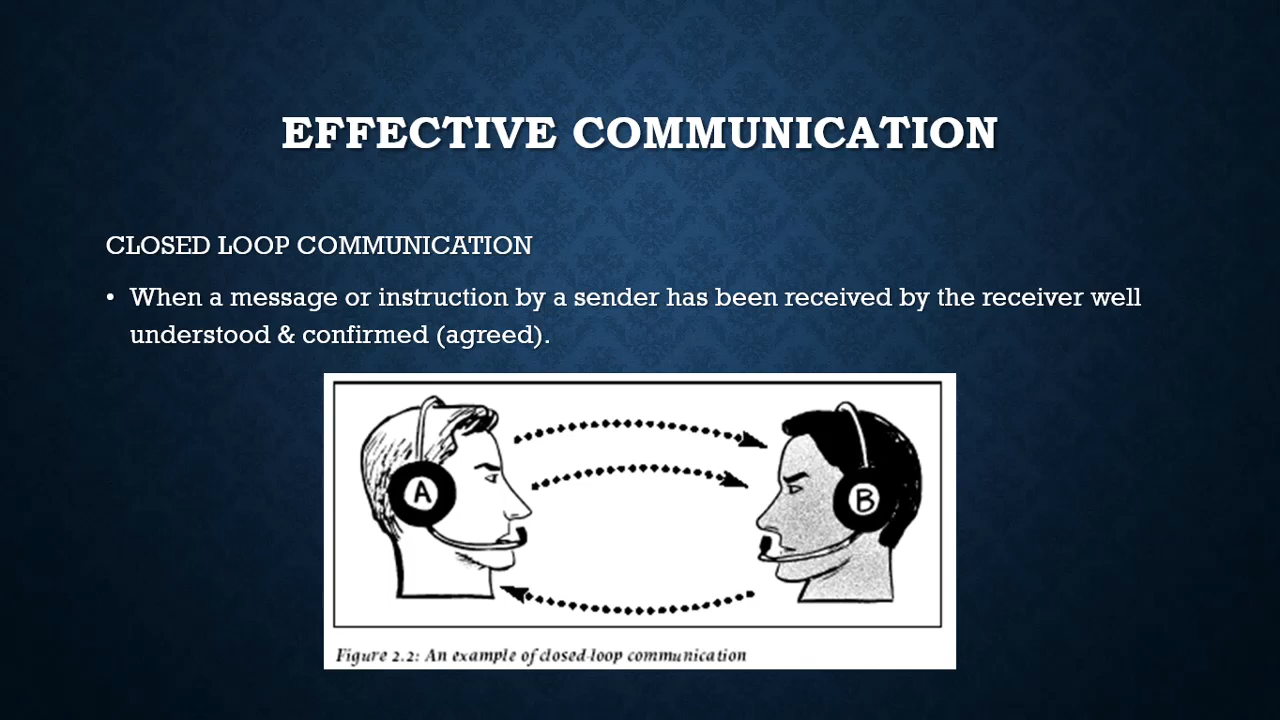 EFFECTIVE COMMUNICATION
CLOSED LOOP COMMUNICATION
• When a message or instruction by a sender has been received by the receiver well
understood & confirmed (agreed).
A
B
Figure 2.2: An example of closed-loop communication